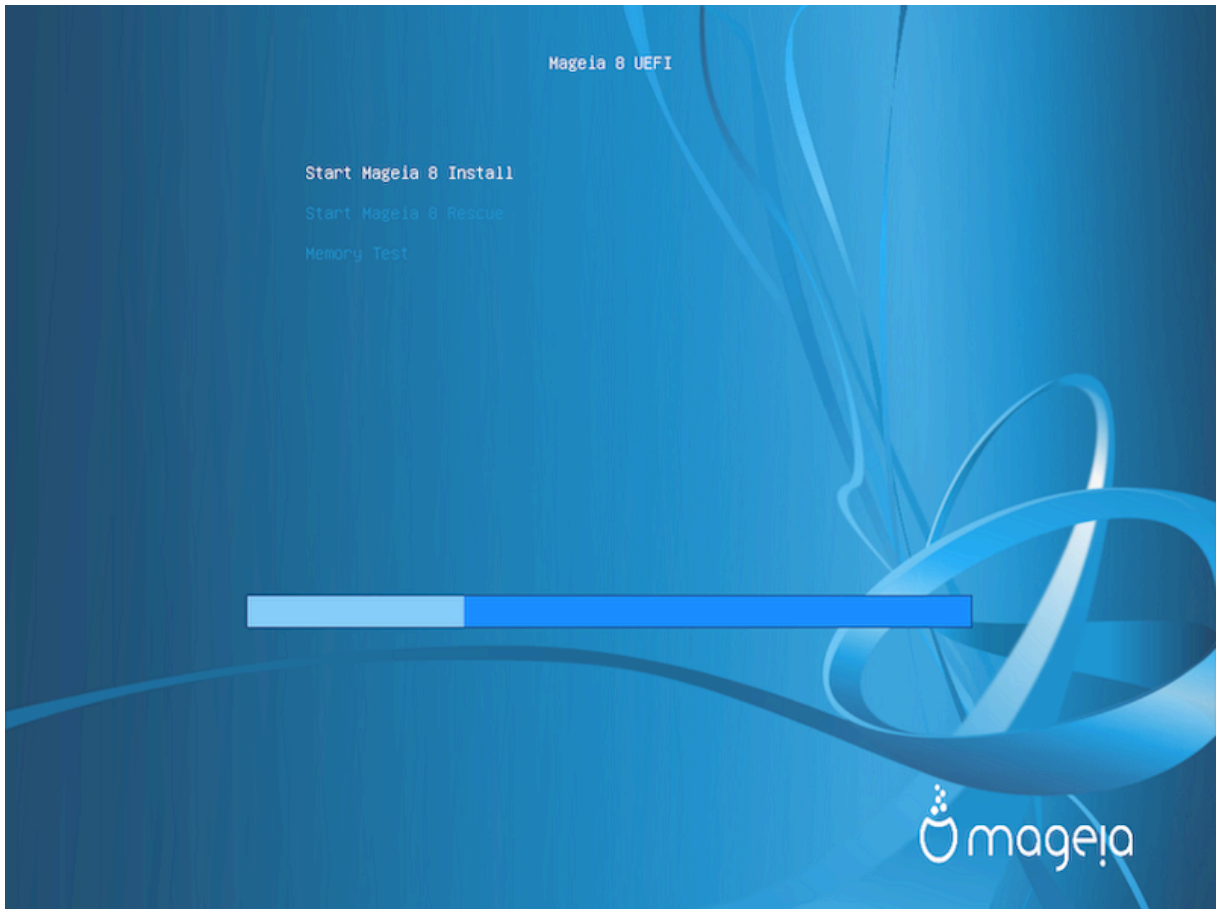 Mageia 8 UEFI
Start Mageia 8 Install
Start Mageia 8 Rescue
Memory Test
mageia